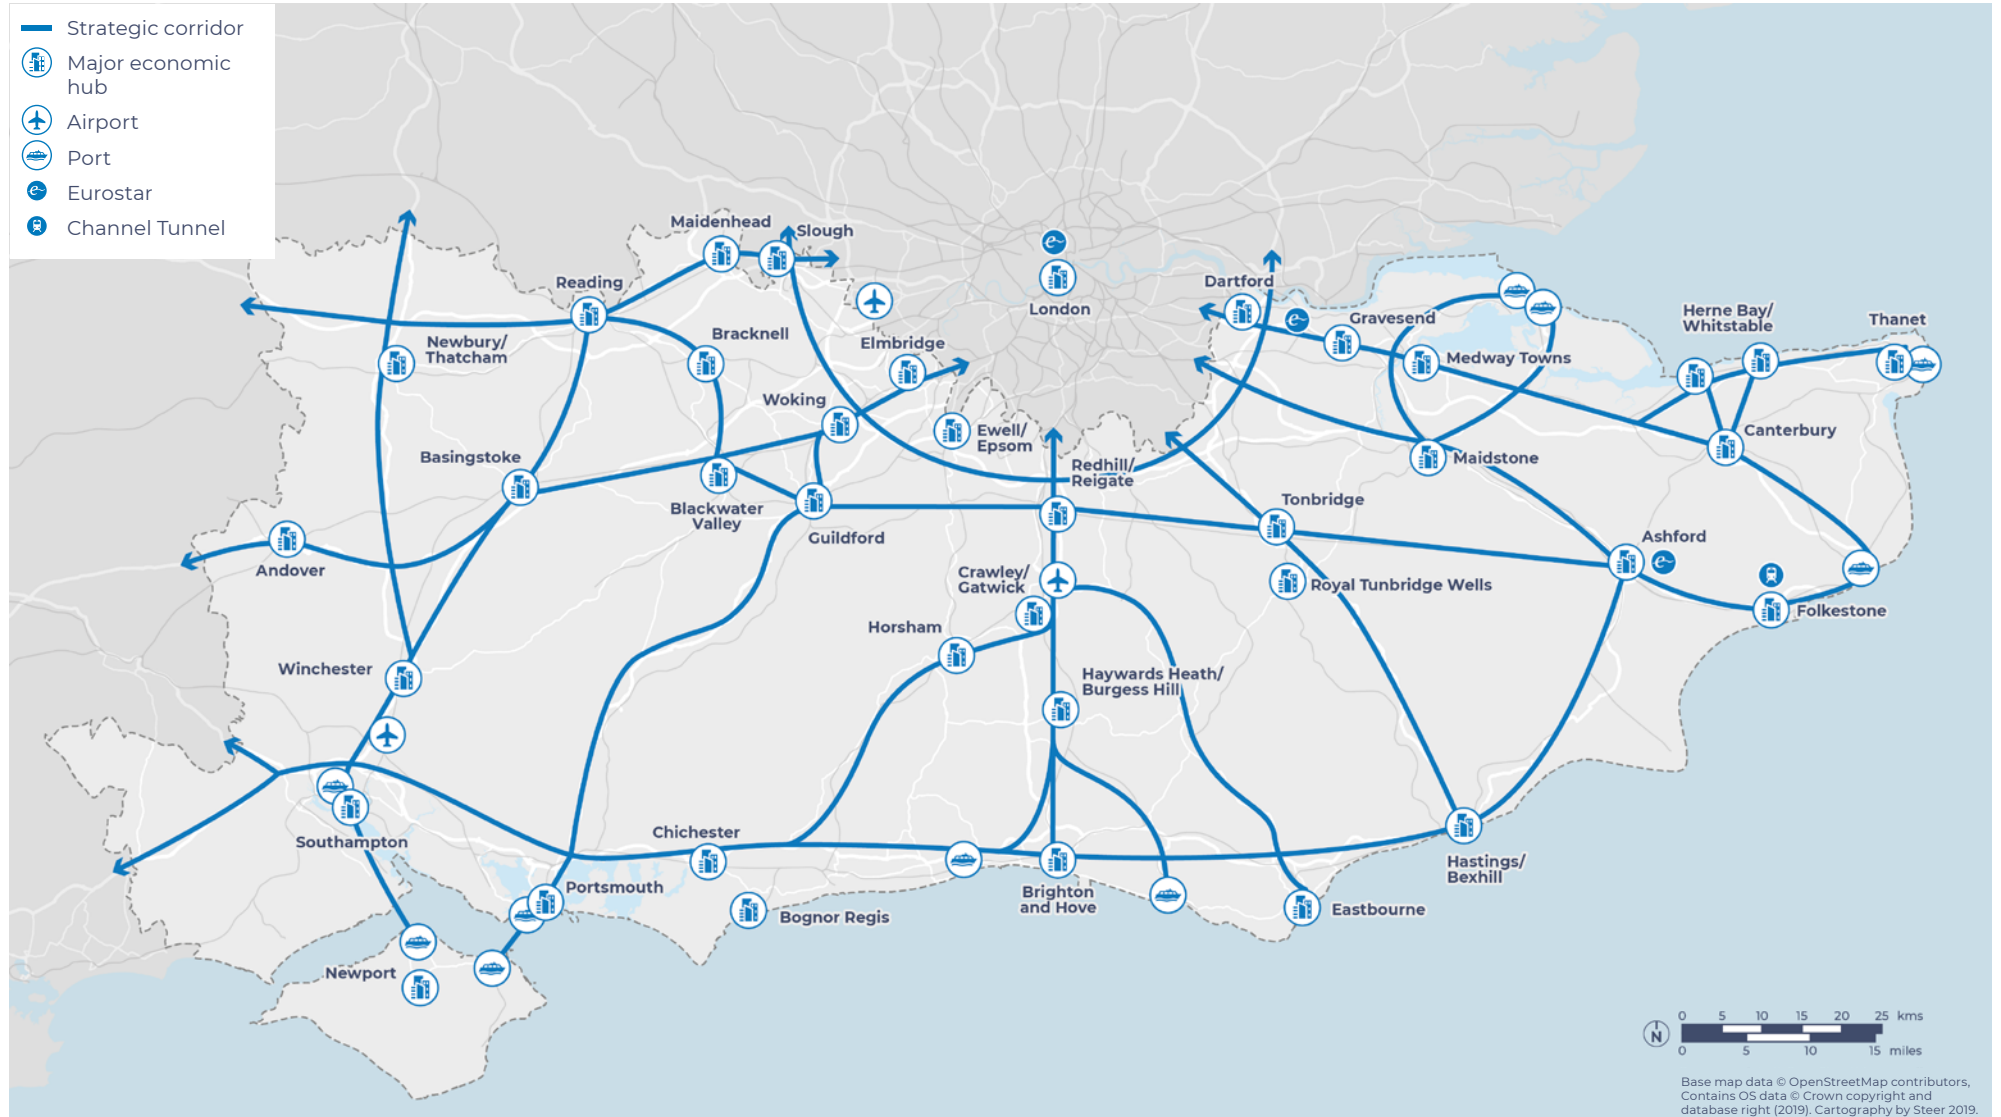 Strategic corridor
Major economic
hub
Airport
Port
Eurostar
Channel Tunnel
Maidenhead
Slough
Reading
Dartford
London
Herne Bay/
Whitstable
Thanet
Gravesend
Bracknell
Newbury/
Thatcham
Elmbridge
Medway Towns
Woking
Ewell/
Epsom
Canterbury
Basingstoke
Redhill/
Reigate
Maidstone
Blackwater
Valley
Tonbridge
Guildford
Ashford
Andover
Crawley/
Gatwick
Royal Tunbridge Wells
Folkestone
Horsham
Winchester
Haywards Heath/
Burgess Hill
Southampton
Chichester
Hastings/
Bexhill
Portsmouth
Brighton
and Hove
Bognor Regis
Eastbourne
Newport
0 5 10 15 20 25 kms
N
0 5 10 15 miles
Base map data © OpenStreetMap contributors,
Contains OS data © Crown copyright and
database right (2019). Cartography by Steer 2019.